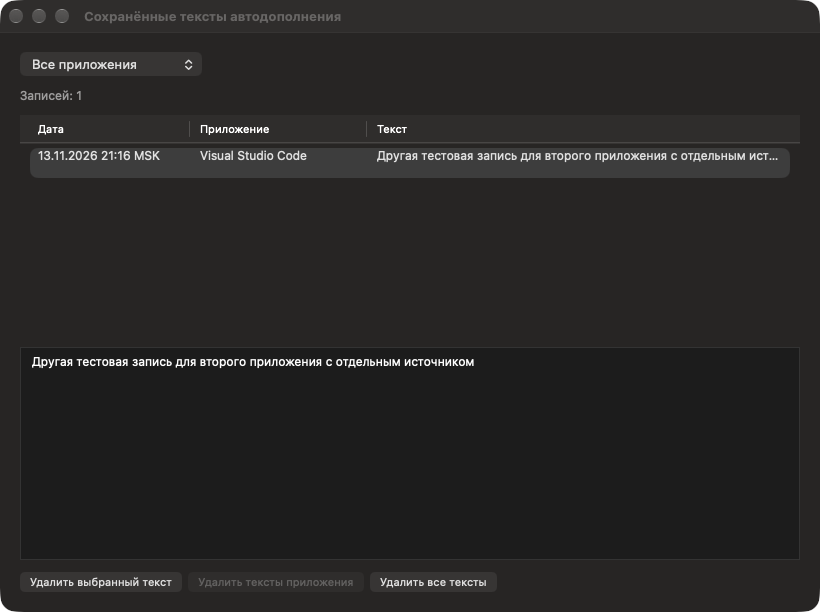 Сохранённые тексты автодополнения
Все приложения
Записей: 1
Дата Приложение Текст
13.11.2026 21:16 MSK Visual Studio Code Другая тестовая запись для второго приложения с отдельным ист...
Другая тестовая запись для второго приложения с отдельным источником
Удалить выбранный текст Удалить тексты приложения Удалить все тексты